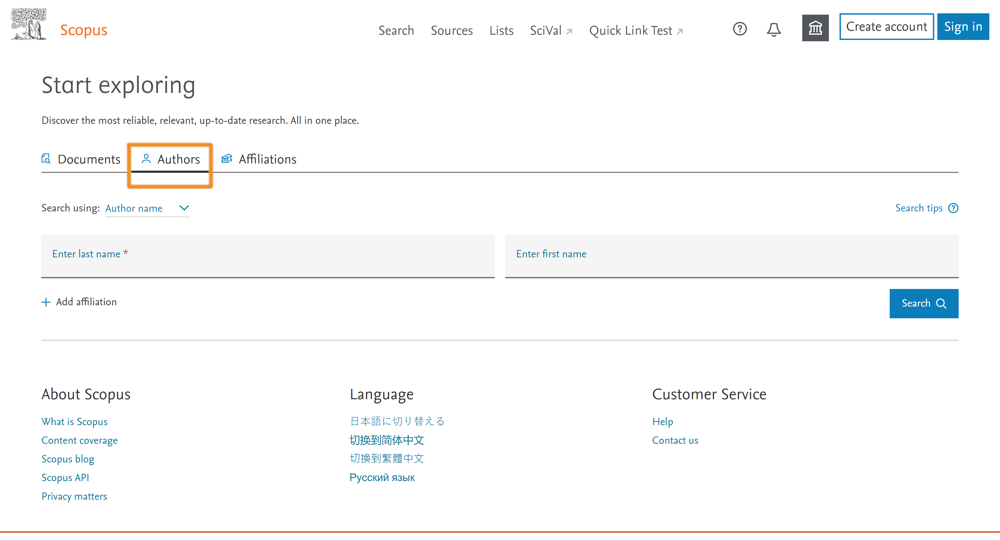 Scopus
Search Sources Lists SciVal Quick Link Test
Create account
Sign in
Start exploring
Discover the most reliable, relevant, up-to-date research. All in one place.
Documents
Authors
Affiliations
Search using: Author name
Search tips
Enter last name *
Enter first name
Add affiliation
Search
About Scopus
What is Scopus
Content coverage
Scopus blog
Scopus API
Privacy matters
Language
日本語に切り替える
切换到简体中文
切換到繁體中文
Русский язык
Customer Service
Help
Contact us